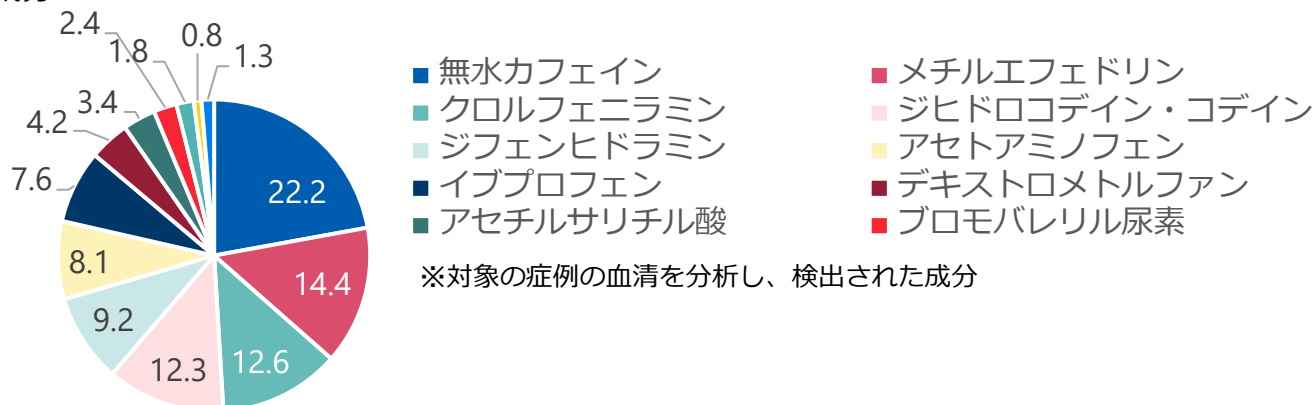 2.4
1.8
0.8
1.3
3.4
4.2
7.6
22.2
8.1
14.4
9.2
12.3
12.6
無水カフェイン
メチルエフェドリン
クロルフェニラミン
ジヒドロコデイン・コデイン
ジフェンヒドラミン
アセトアミノフェン
イブプロフェン
デキストロメトルファン
アセチルサリチル酸
ブロモバレリル尿素
※対象の症例の血清を分析し、検出された成分